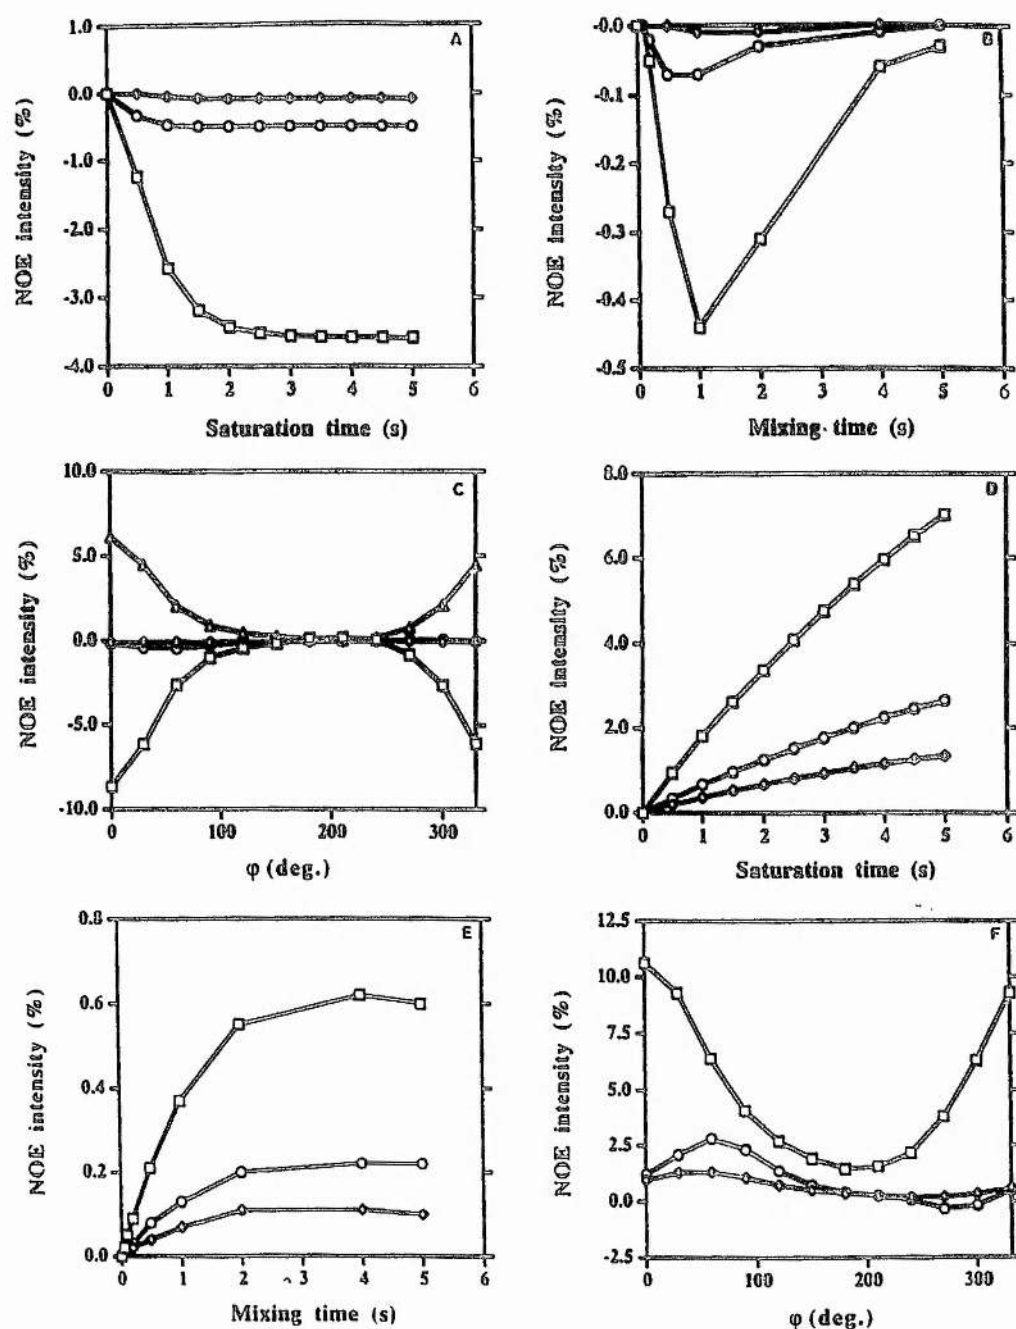 1.0
0.0
-1.0
-2.0
-3.0
-4.0
NOE intensity (%)
A
0 1 2 3 4 5 6
Saturation time (s)
-0.0
-0.1
-0.2
-0.3
-0.4
-0.5
NOE intensity (%)
B
0 1 2 3 4 5 6
Mixing time (s)
10.0
5.0
0.0
-5.0
-10.0
NOE intensity (%)
C
0 100 200 300
φ (deg.)
8.0
6.0
4.0
2.0
0.0
NOE intensity (%)
D
0 1 2 3 4 5 6
Saturation time (s)
0.8
0.6
0.4
0.2
0.0
NOE intensity (%)
E
0 1 2 3 4 5 6
Mixing time (s)
12.5
10.0
7.5
5.0
2.5
0.0
-2.5
NOE intensity (%)
F
0 100 200 300
φ (deg.)